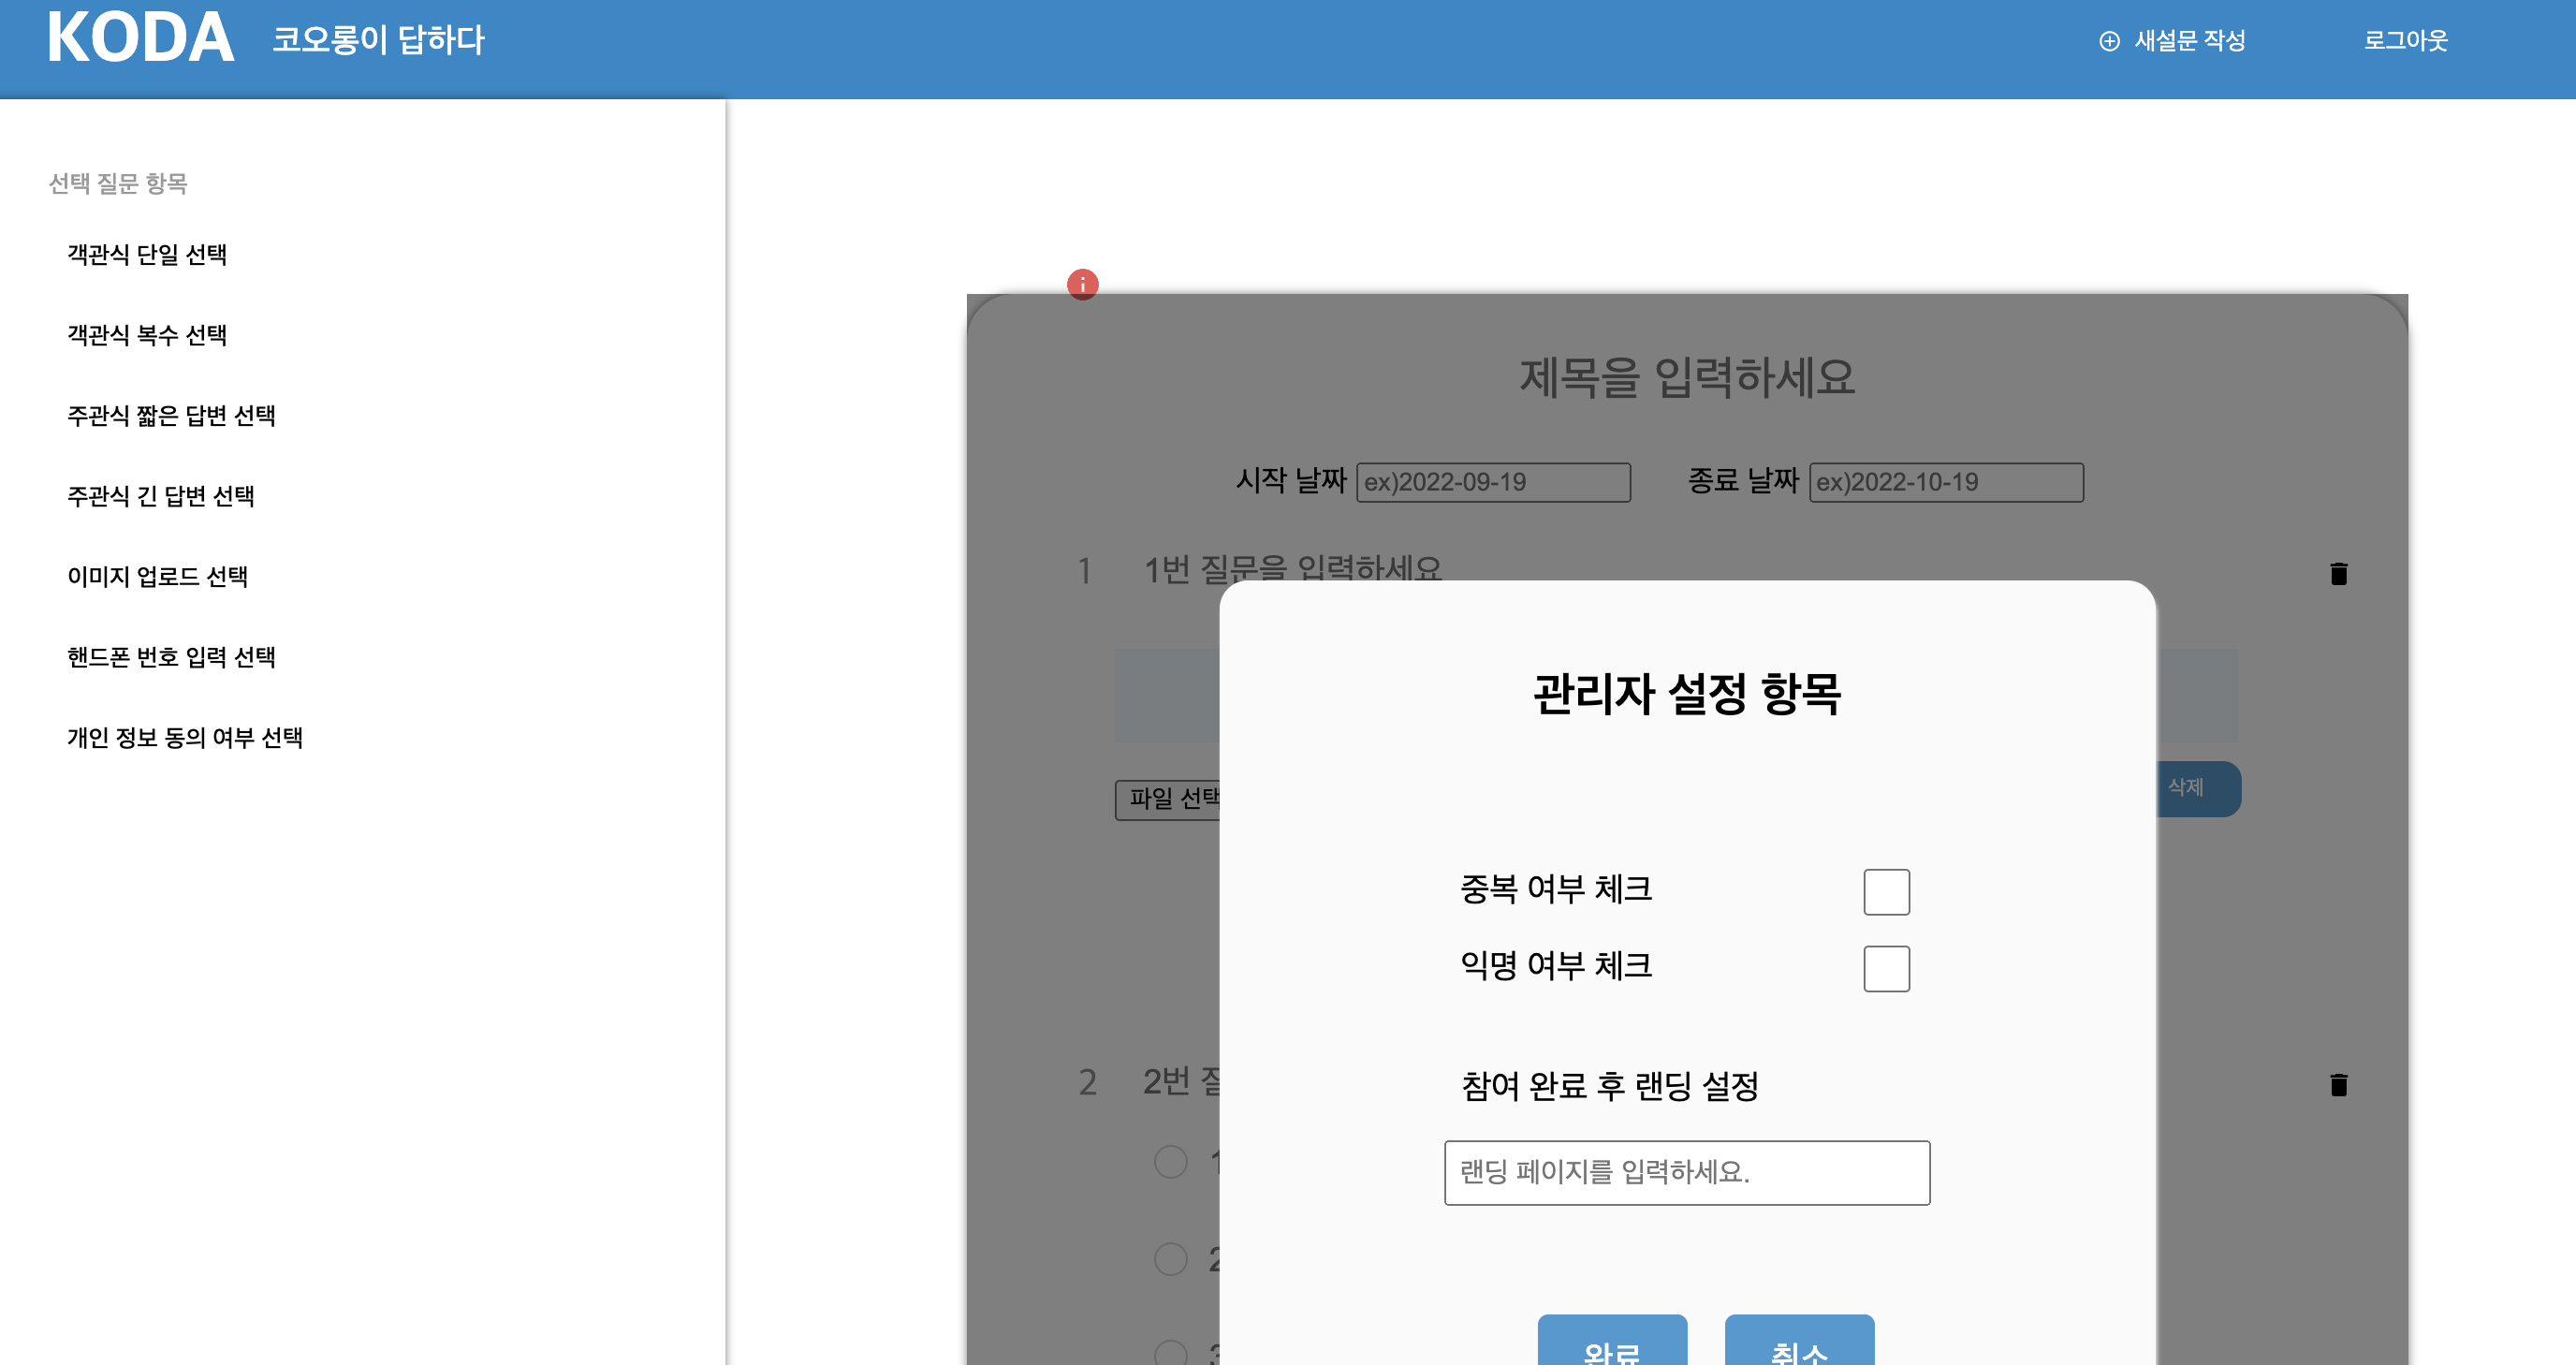 KODA 코오롱이 답하다
새설문 작성 로그아웃
선택 질문 항목
객관식 단일 선택
객관식 복수 선택
주관식 짧은 답변 선택
주관식 긴 답변 선택
이미지 업로드 선택
핸드폰 번호 입력 선택
개인 정보 동의 여부 선택
제목을 입력하세요
시작 날짜 ex)2022-09-19 종료 날짜 ex)2022-10-19
1 1번 질문을 입력하세요
파일 선택
삭제
관리자 설정 항목
중복 여부 체크
익명 여부 체크
참여 완료 후 랜딩 설정
랜딩 페이지를 입력하세요.
완료 취소
2 2번
1
2
3